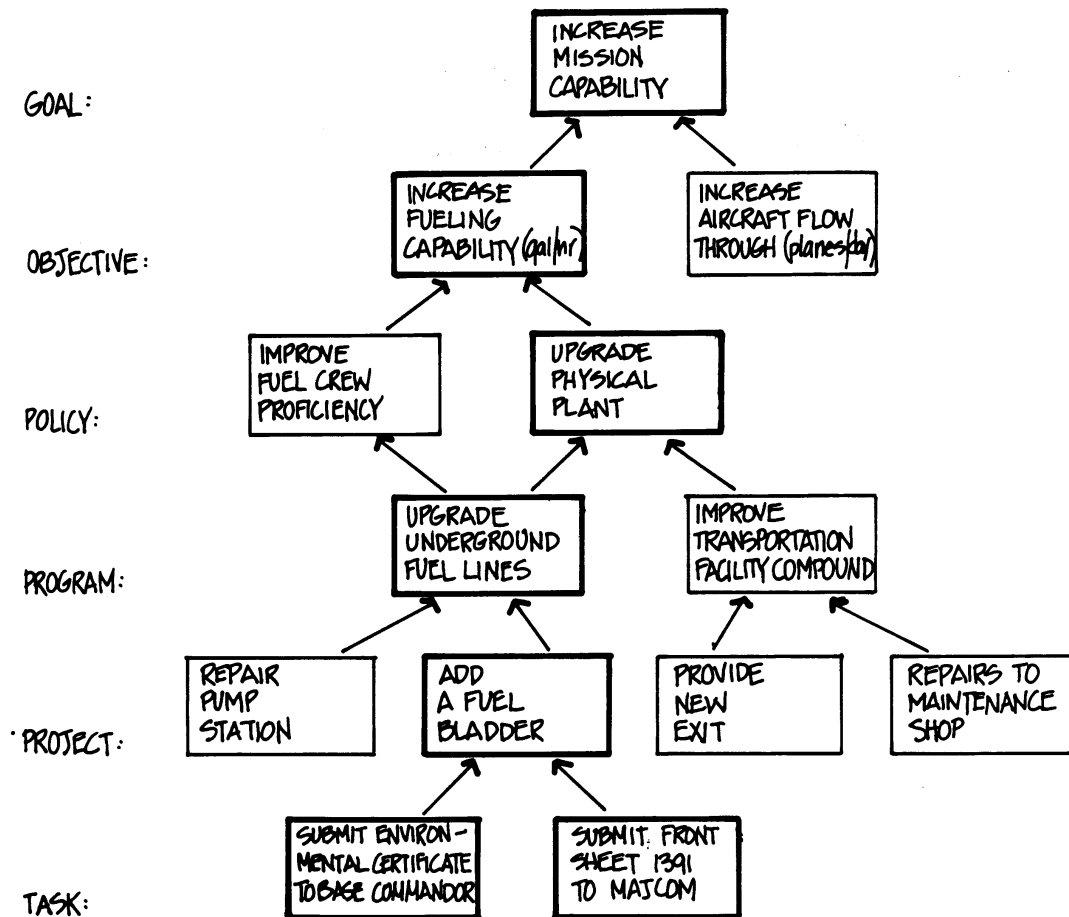 INCREASE
MISSION
CAPABILITY
GOAL:
INCREASE
FUELING
CAPABILITY (gal/hr)
INCREASE
AIRCRAFT FLOW
THROUGH (planes/day)
OBJECTIVE:
IMPROVE
FUEL CREW
PROFICIENCY
UPGRADE
PHYSICAL
PLANT
POLICY:
UPGRADE
UNDERGROUND
FUEL LINES
IMPROVE
TRANSPORTATION
FACILITY COMPOUND
PROGRAM:
REPAIR
PUMP
STATION
ADD
A FUEL
BLADDER
PROVIDE
NEW
EXIT
REPAIRS TO
MAINTENANCE
SHOP
PROJECT:
SUBMIT ENVIRON-
MENTAL CERTIFICATE
TO BASE COMMANDOR
SUBMIT FRONT
SHEET 1391
TO MAJCOM
TASK: